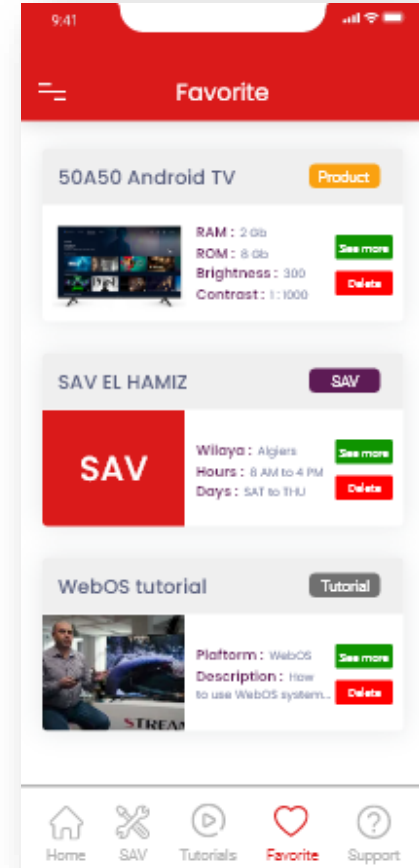 9:41
Favorite
50A50 Android TV
Product
RAM : 2 Gb
ROM : 8 Gb
Brightness : 300
Contrast : 1 : 1000
See more
Delete
SAV EL HAMIZ
SAV
SAV
Wilaya : Algiers
Hours : 8 AM to 4 PM
Days : SAT to THU
See more
Delete
WebOS tutorial
Tutorial
STREAM
Plaftorm : WebOS
Description : How
to use WebOS system...
See more
Delete
Home
SAV
Tutorials
Favorite
Support